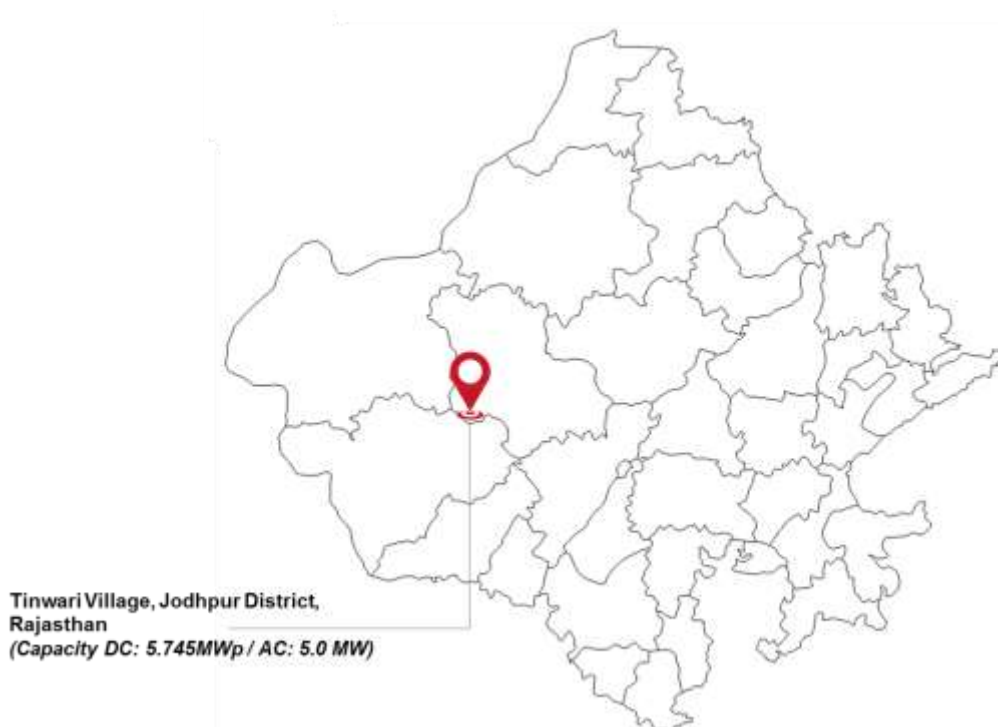 Tinwari Village, Jodhpur District,
Rajasthan
(Capacity DC: 5.745MWp / AC: 5.0 MW)